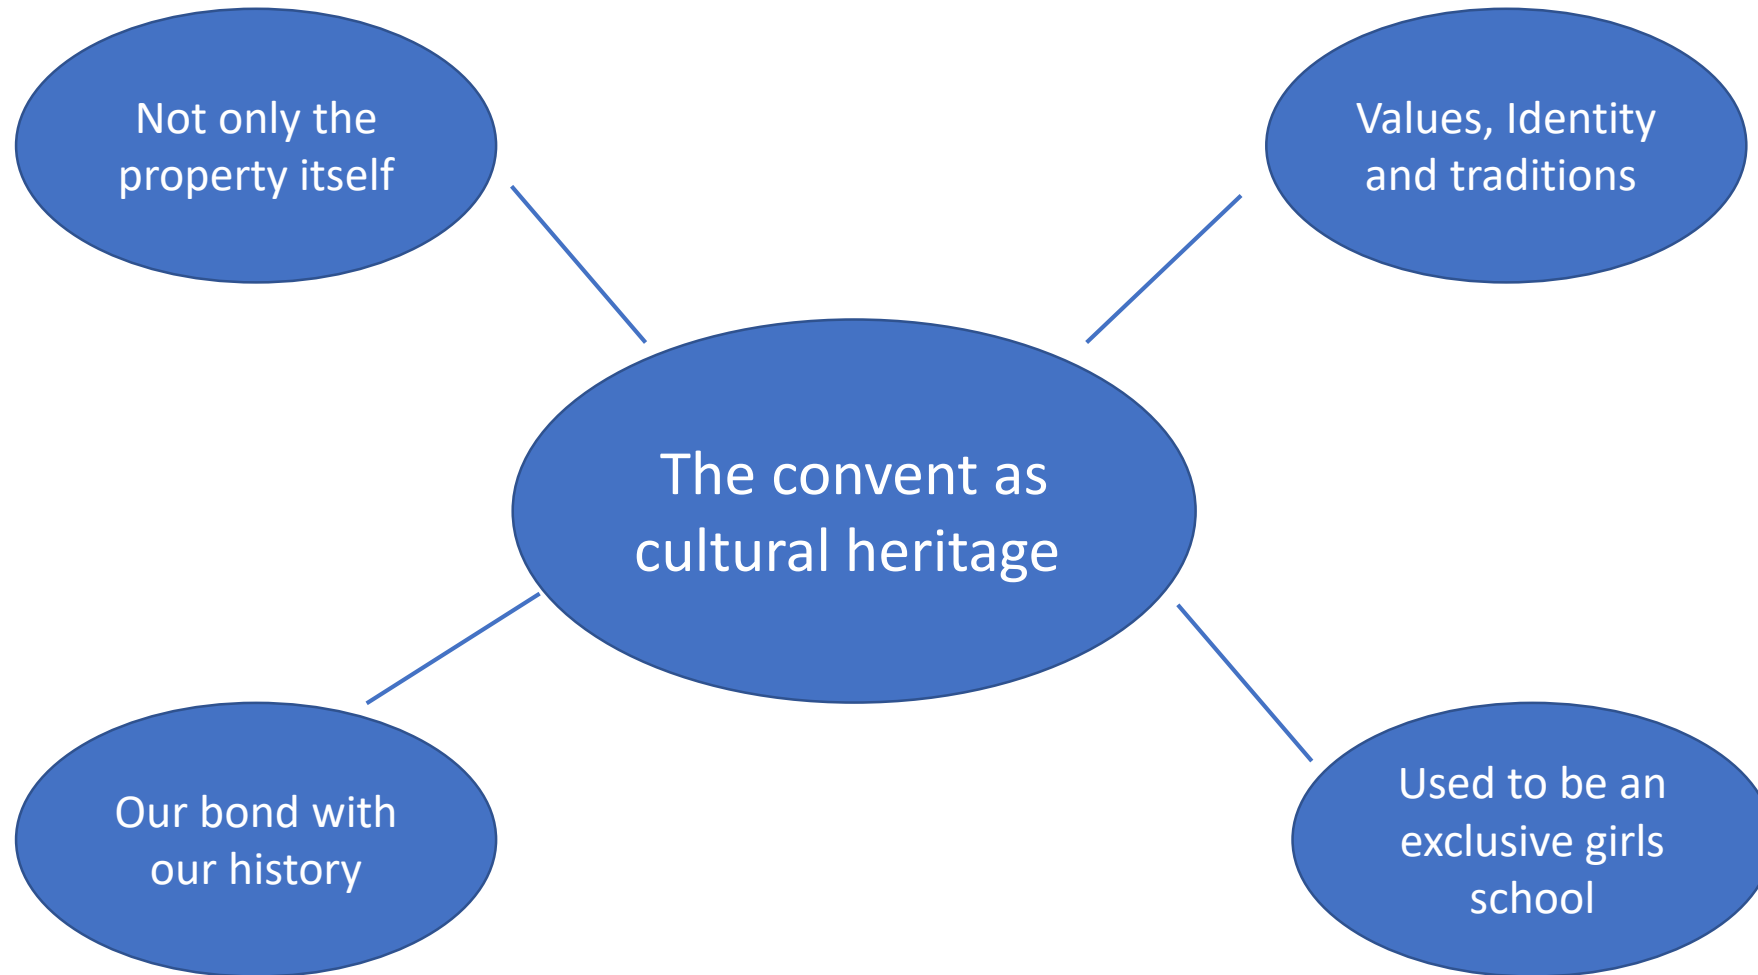 Not only the
property itself
Values, Identity
and traditions
The convent as
cultural heritage
Our bond with
our history
Used to be an
exclusive girls
school